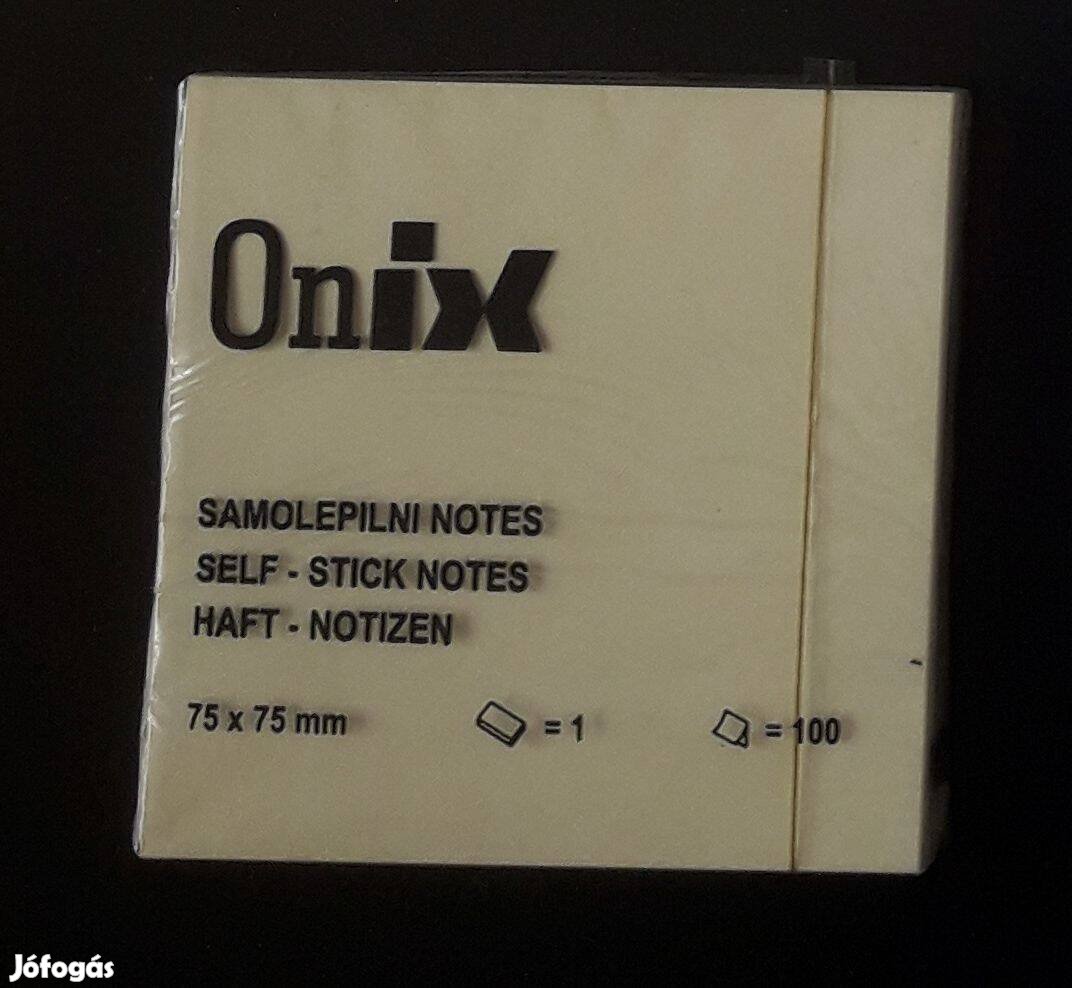 Onix
SAMOLEPILNI NOTES
SELF - STICK NOTES
HAFT - NOTIZEN
75 x 75 mm = 1 = 100
Jófogás